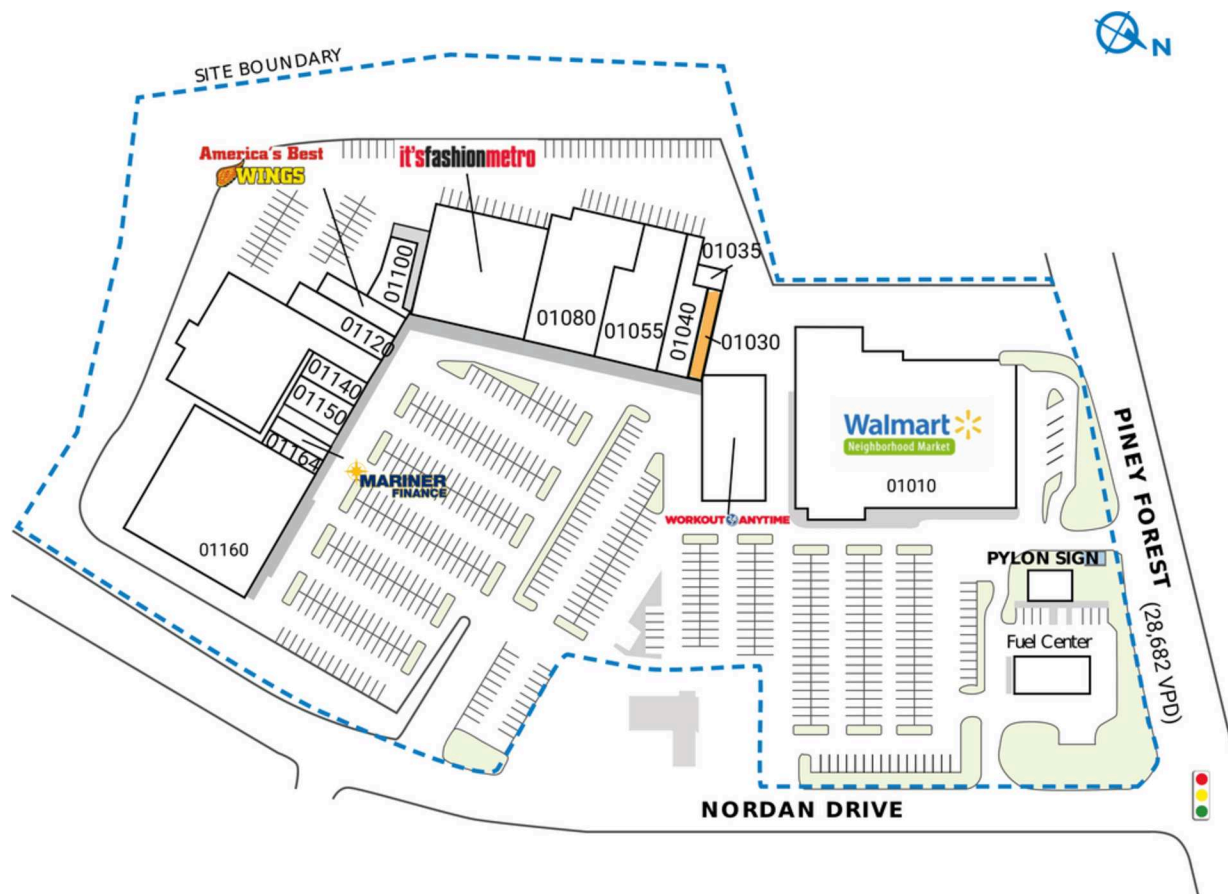 N
SITE BOUNDARY
America's Best
WINGS
it'sfashionmetro
01100
01035
01080
01055
01040
01030
01120
01140
01150
01164
MARINER
FINANCE
01160
WORKOUT ANYTIME
Walmart
Neighborhood Market
01010
PINEY FOREST
(28,682 VPD)
PYLON SIGN
Fuel Center
NORDAN DRIVE